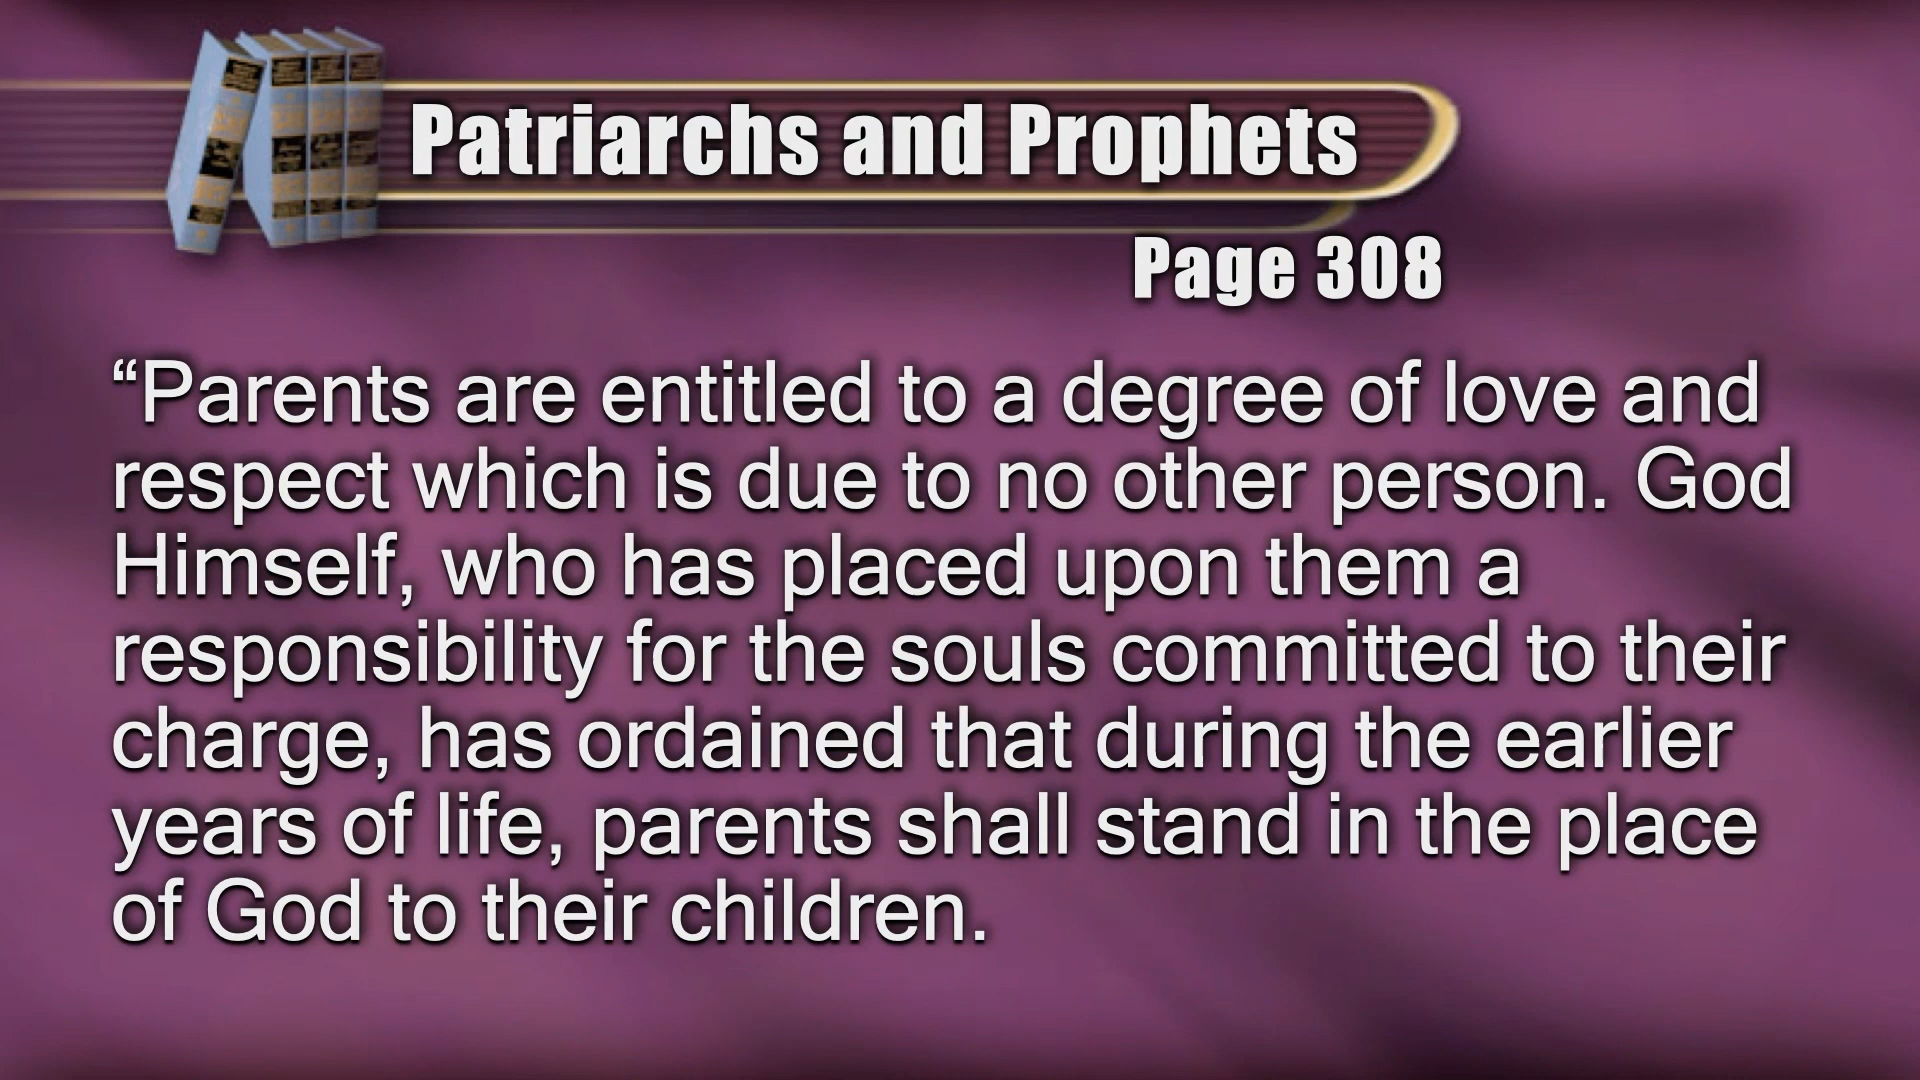 Patriarchs and Prophets
Page 308
“Parents are entitled to a degree of love and
respect which is due to no other person. God
Himself, who has placed upon them a
responsibility for the souls committed to their
charge, has ordained that during the earlier
years of life, parents shall stand in the place
of God to their children.